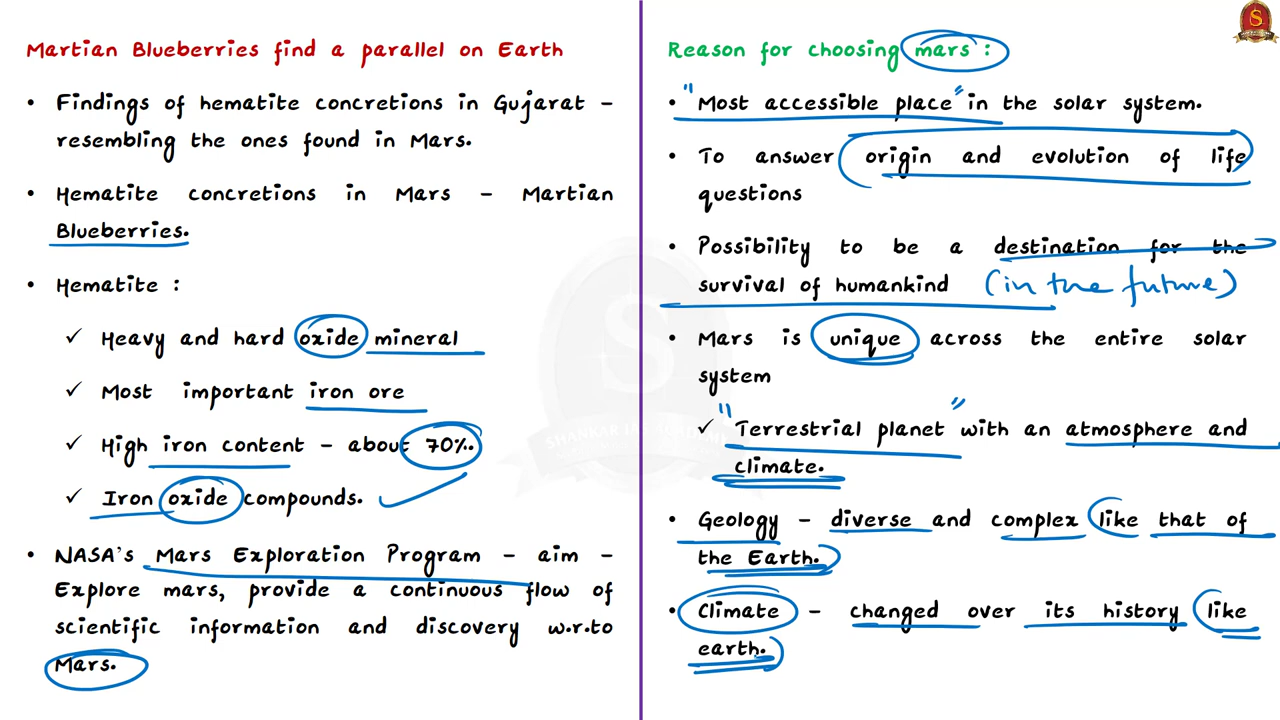 Martian Blueberries find a parallel on Earth
• Findings of hematite concretions in Gujarat –
resembling the ones found in Mars.
• Hematite concretions in Mars – Martian
Blueberries.
• Hematite :
✓ Heavy and hard oxide mineral
✓ Most important iron ore
✓ High iron content – about 70%.
✓ Iron oxide compounds.
• NASA's Mars Exploration Program – aim –
Explore mars, provide a continuous flow of
scientific information and discovery w.r.to
Mars.
Reason for choosing mars :
• "Most accessible place" in the solar system.
• To answer origin and evolution of life
questions
• Possibility to be a destination for the
survival of humankind (in the future)
• Mars is unique across the entire solar
system
✓ "Terrestrial planet" with an atmosphere and
climate.
• Geology – diverse and complex like that of
the Earth.
• Climate – changed over its history like
earth.
S
SHANKAR IAS ACADEMY